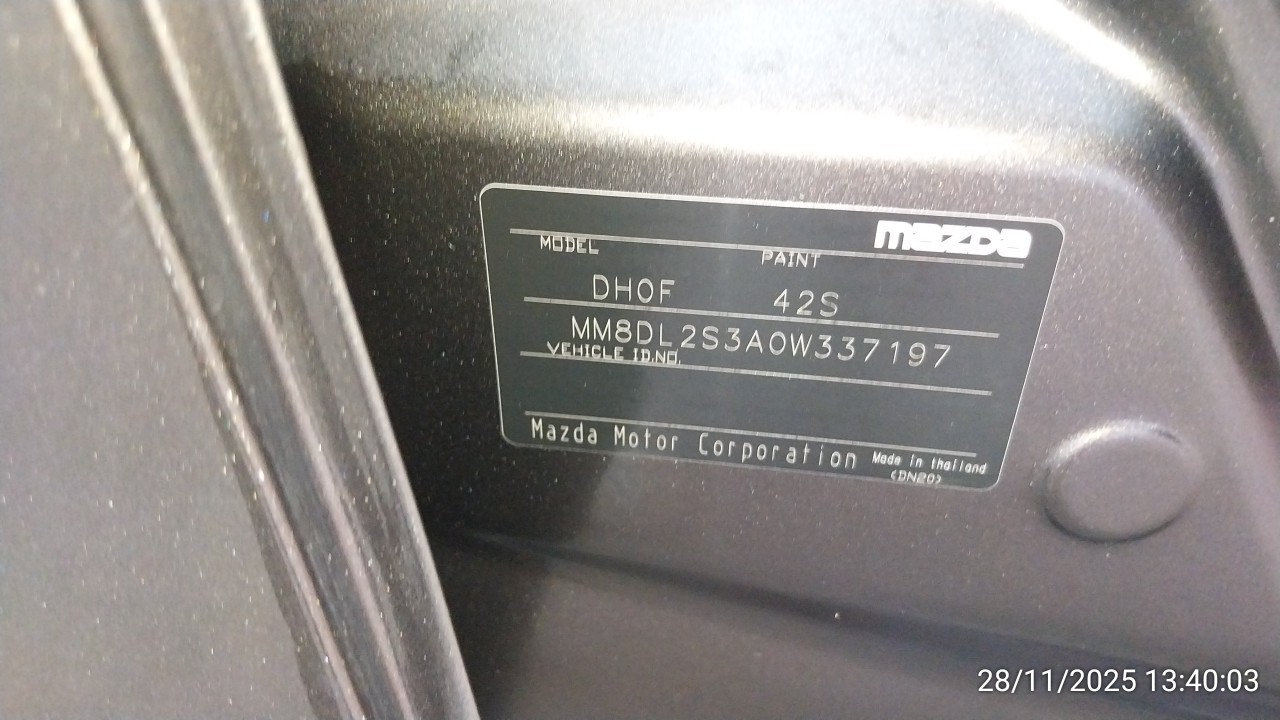 mazda
MODEL PAINT
DH0F 42S
MM8DL2S3A0W337197
VEHICLE ID.NO.
Mazda Motor Corporation Made in thailand
(DN20)
28/11/2025 13:40:03